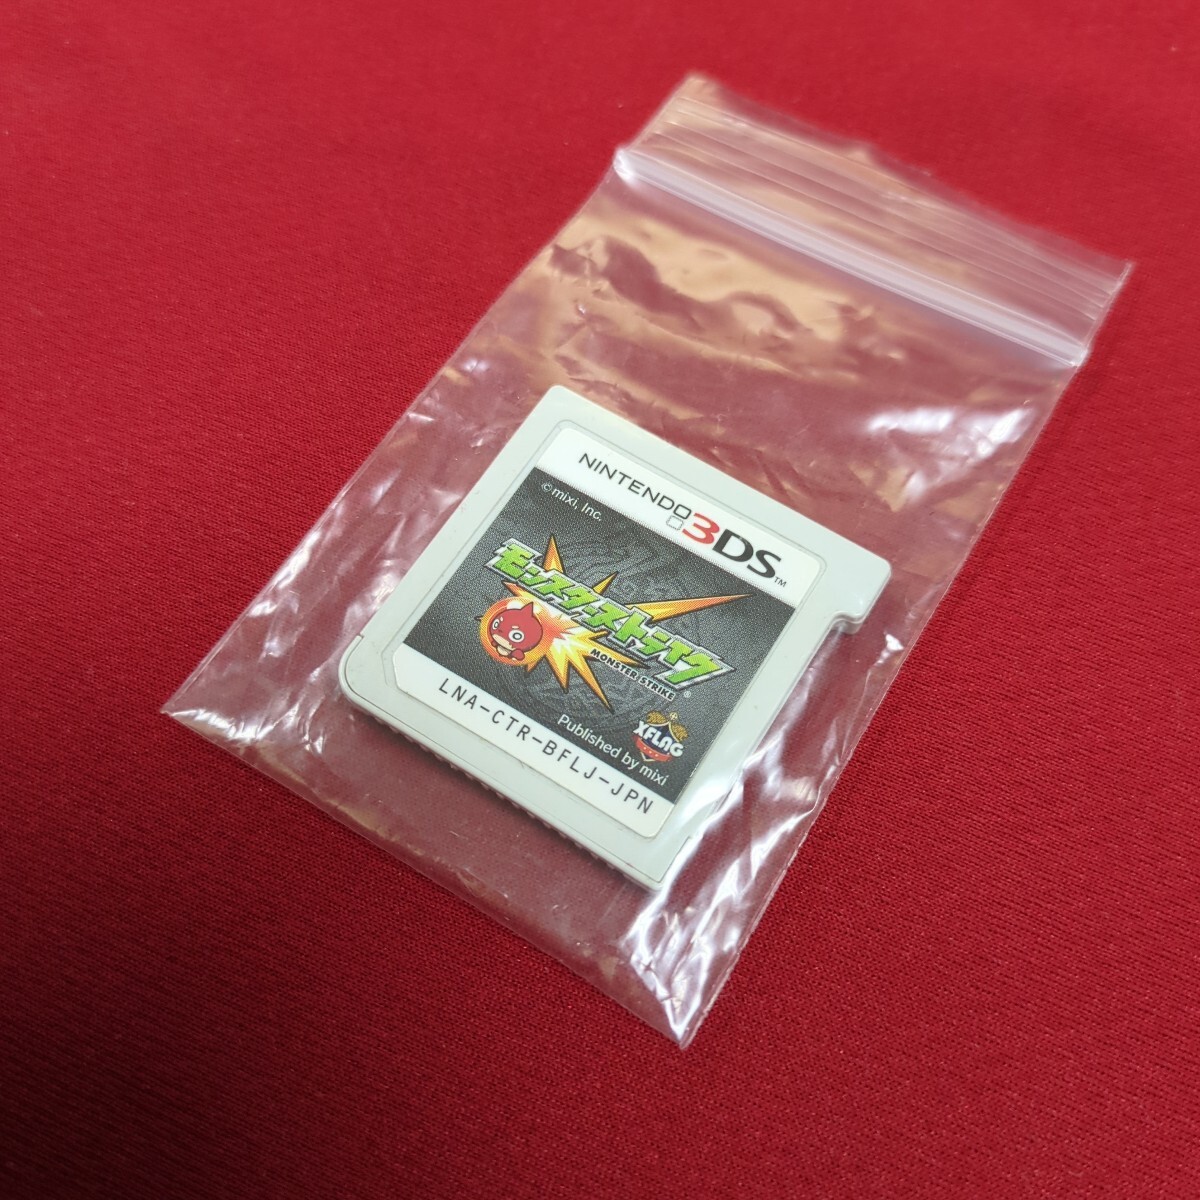 NINTENDO 3DS™
©mixi, Inc.
モンスターストライク
MONSTER STRIKE ®
XFLAG
Published by mixi
LNA-CTR-BFLJ-JPN